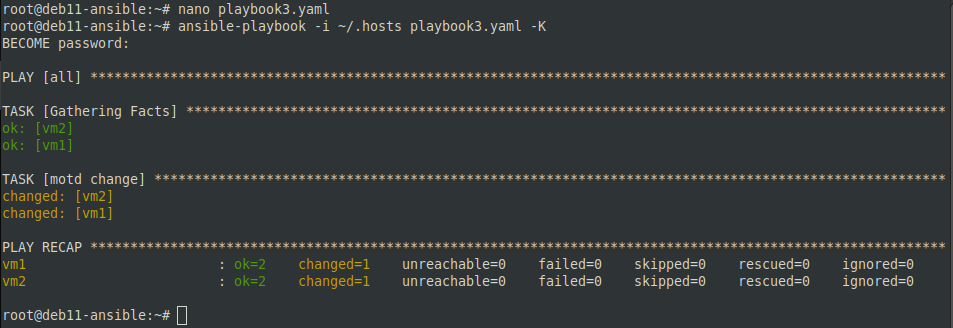 root@deb11-ansible:~# nano playbook3.yaml
root@deb11-ansible:~# ansible-playbook -i ~/.hosts playbook3.yaml -K
BECOME password:
PLAY [all] ***********************************************************************************************************
TASK [Gathering Facts] ***********************************************************************************************
ok: [vm2]
ok: [vm1]
TASK [motd change] ***************************************************************************************************
changed: [vm2]
changed: [vm1]
PLAY RECAP ***********************************************************************************************************
vm1                        : ok=2    changed=1    unreachable=0    failed=0    skipped=0    rescued=0    ignored=0
vm2                        : ok=2    changed=1    unreachable=0    failed=0    skipped=0    rescued=0    ignored=0
root@deb11-ansible:~#